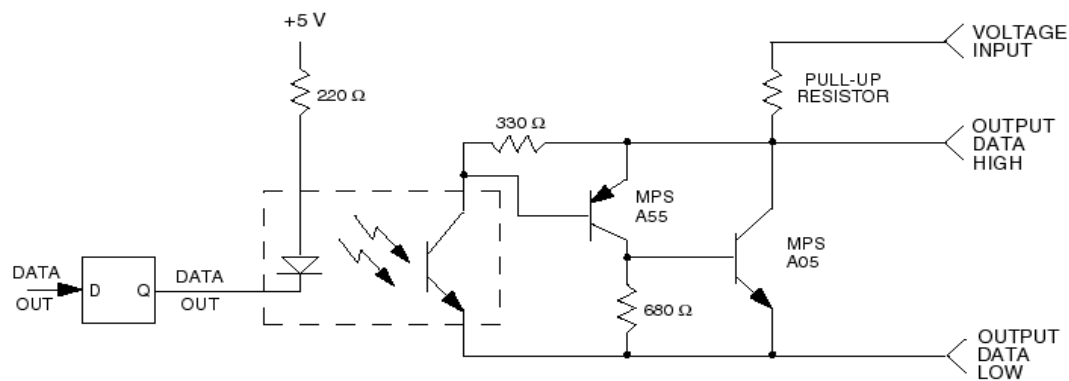 +5 V
VOLTAGE
INPUT
220 Ω
PULL-UP
RESISTOR
330 Ω
OUTPUT
DATA
HIGH
MPS
A55
MPS
A05
DATA
OUT
D
Q
DATA
OUT
680 Ω
OUTPUT
DATA
LOW